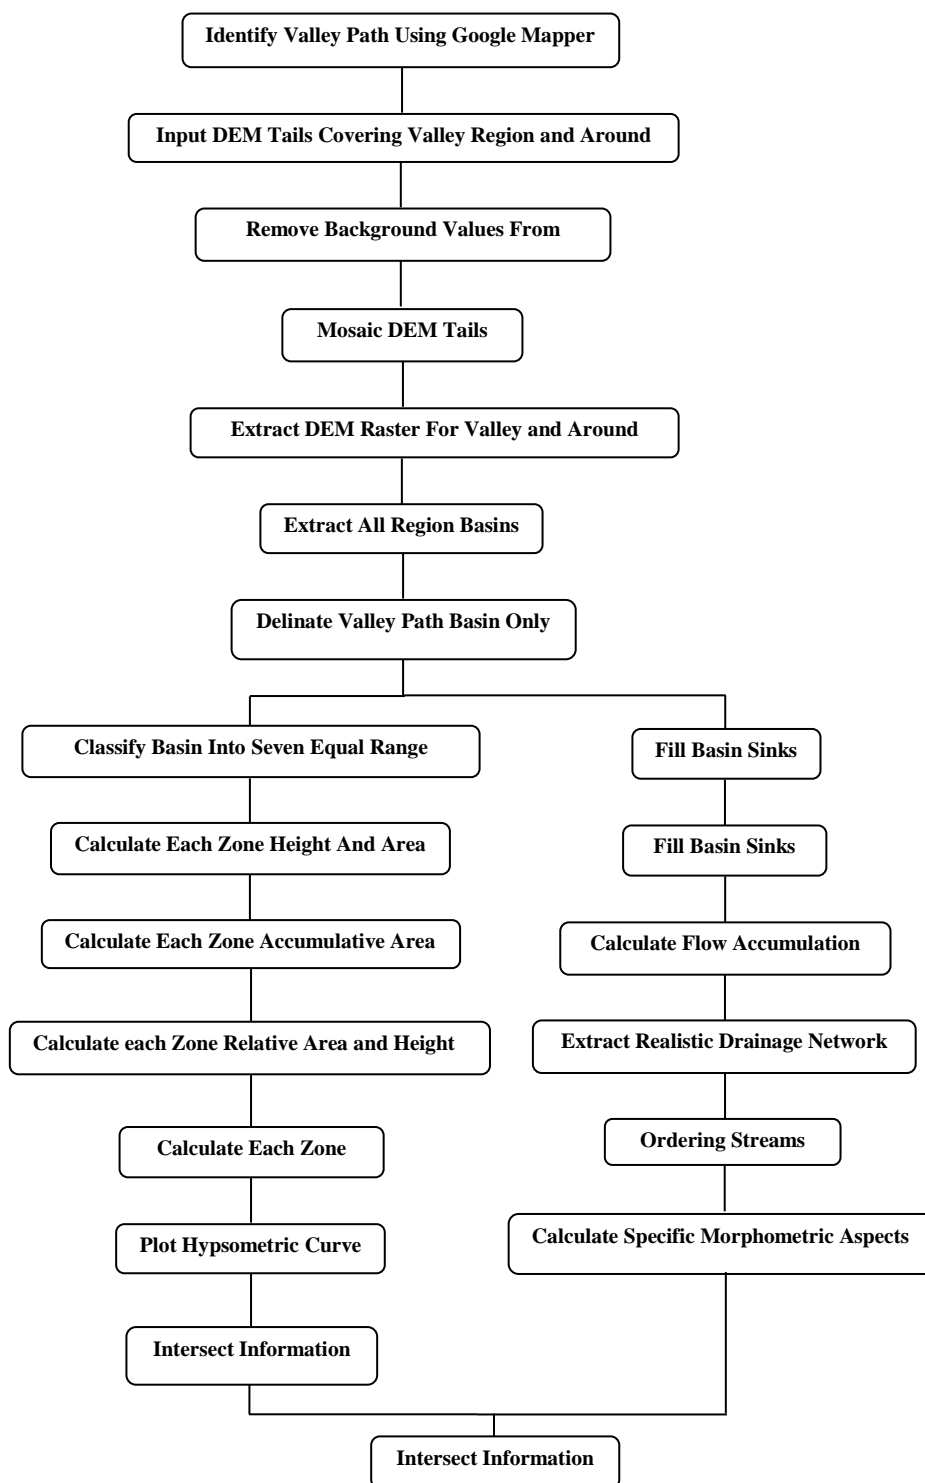 Identify Valley Path Using Google Mapper
Input DEM Tails Covering Valley Region and Around
Remove Background Values From
Mosaic DEM Tails
Extract DEM Raster For Valley and Around
Extract All Region Basins
Delinate Valley Path Basin Only
Classify Basin Into Seven Equal Range
Calculate Each Zone Height And Area
Calculate Each Zone Accumulative Area
Calculate each Zone Relative Area and Height
Calculate Each Zone
Plot Hypsometric Curve
Intersect Information
Fill Basin Sinks
Fill Basin Sinks
Calculate Flow Accumulation
Extract Realistic Drainage Network
Ordering Streams
Calculate Specific Morphometric Aspects
Intersect Information